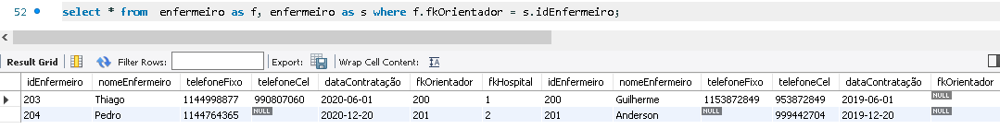 52 select * from enfermeiro as f, enfermeiro as s where f.fkOrientador = s.idEnfermeiro;
Result Grid Filter Rows: Export: Wrap Cell Content:
idEnfermeiro nomeEnfermeiro telefoneFixo telefoneCel dataContratação fkOrientador fkHospital idEnfermeiro nomeEnfermeiro telefoneFixo telefoneCel dataContratação fkOrientador
203 Thiago 1144998877 990807060 2020-06-01 200 1 200 Guilherme 1153872849 953872849 2019-06-01 NULL
204 Pedro 1144764365 NULL 2020-12-20 201 2 201 Anderson NULL 999442704 2019-12-20 NULL